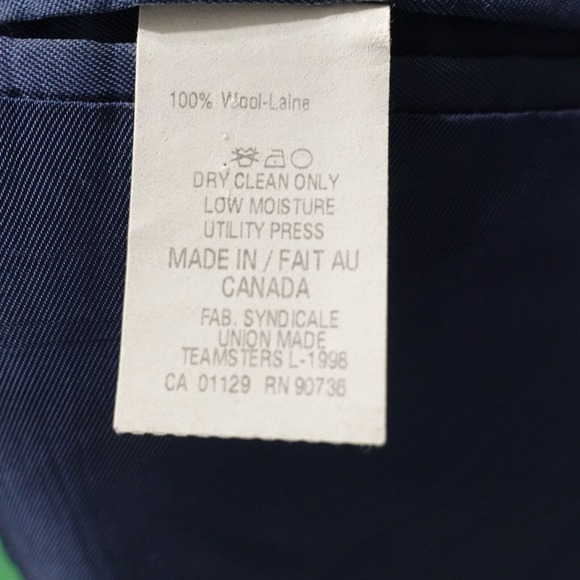 100% Wool-Laine
DRY CLEAN ONLY
LOW MOISTURE
UTILITY PRESS
MADE IN / FAIT AU
CANADA
FAB. SYNDICALE
UNION MADE
TEAMSTERS L-1998
CA 01129 RN 90736